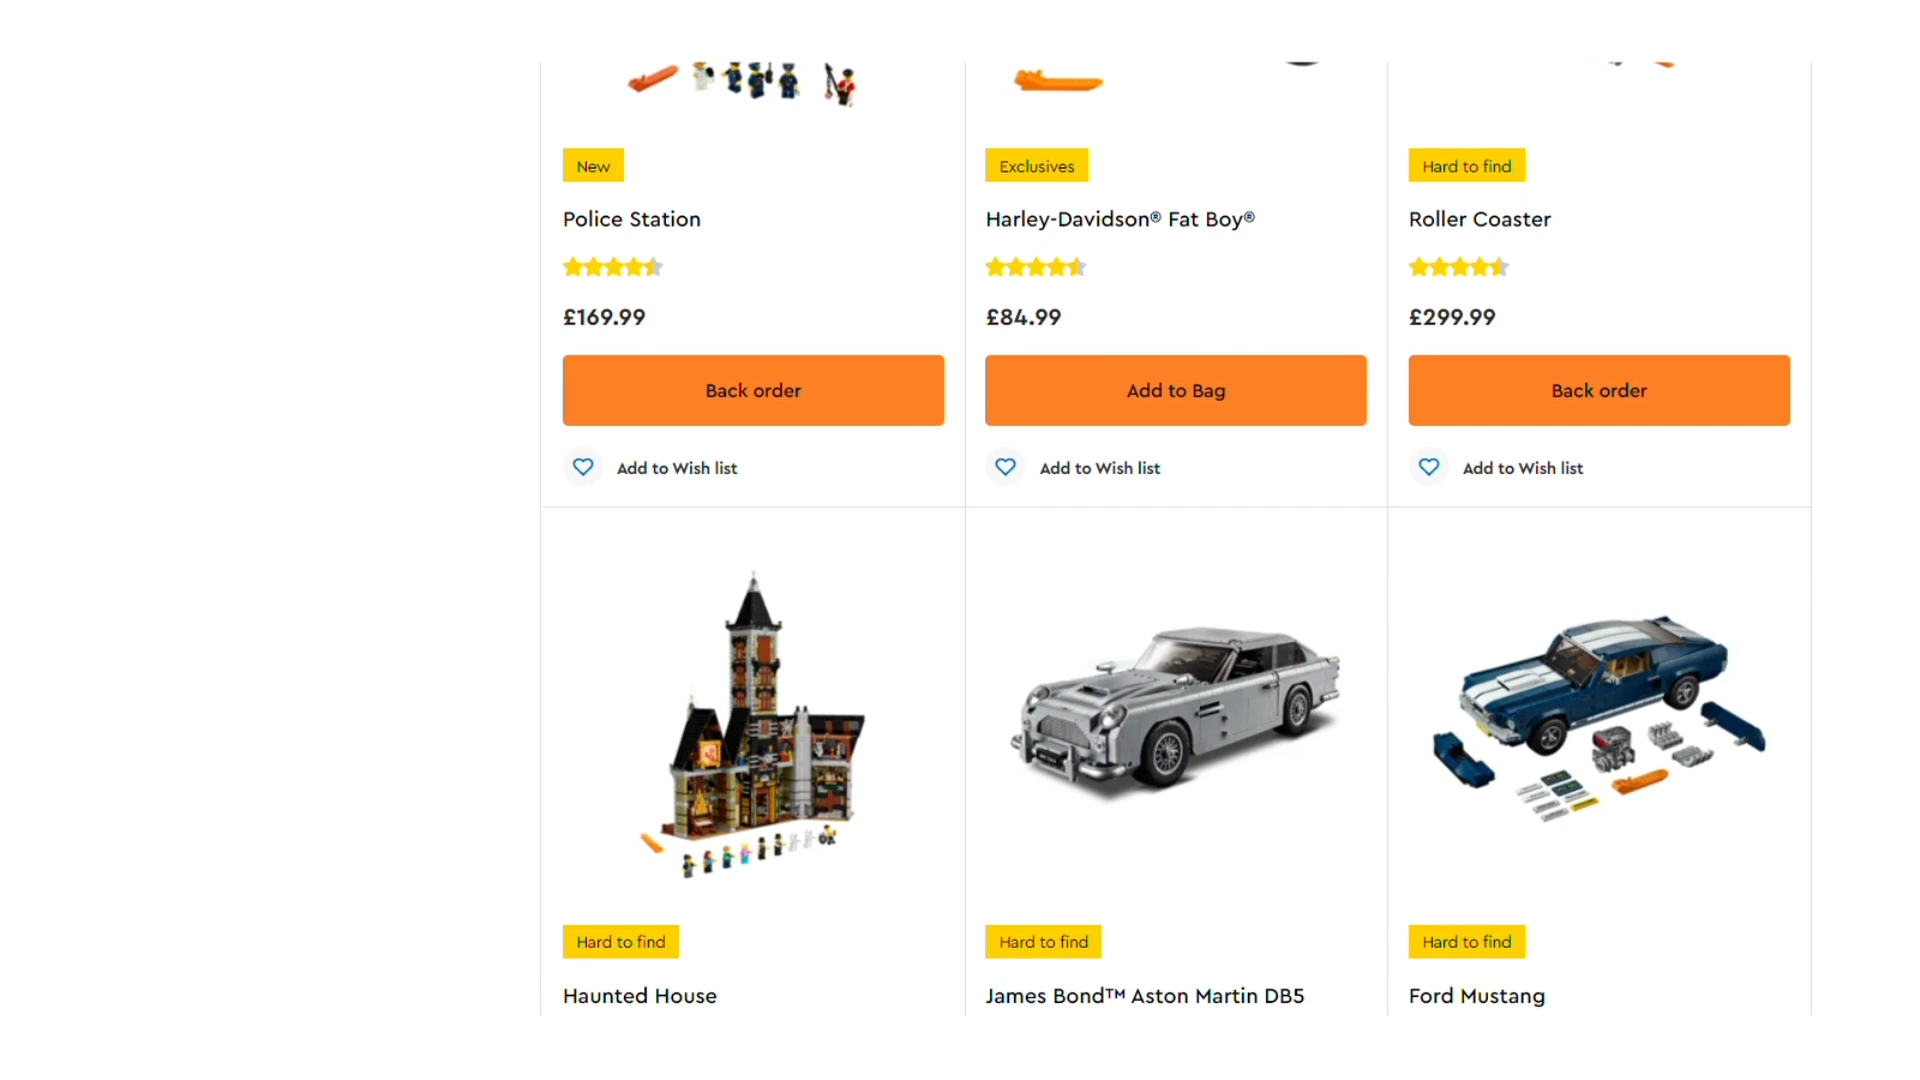 New
Exclusives
Hard to find
Police Station
Harley-Davidson® Fat Boy®
Roller Coaster
£169.99
£84.99
£299.99
Back order
Add to Bag
Back order
Add to Wish list
Add to Wish list
Add to Wish list
Hard to find
Hard to find
Hard to find
Haunted House
James Bond™ Aston Martin DB5
Ford Mustang